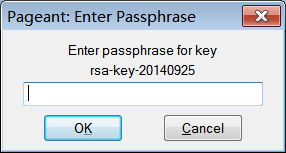 Pageant: Enter Passphrase
Enter passphrase for key
rsa-key-20140925
OK
Cancel